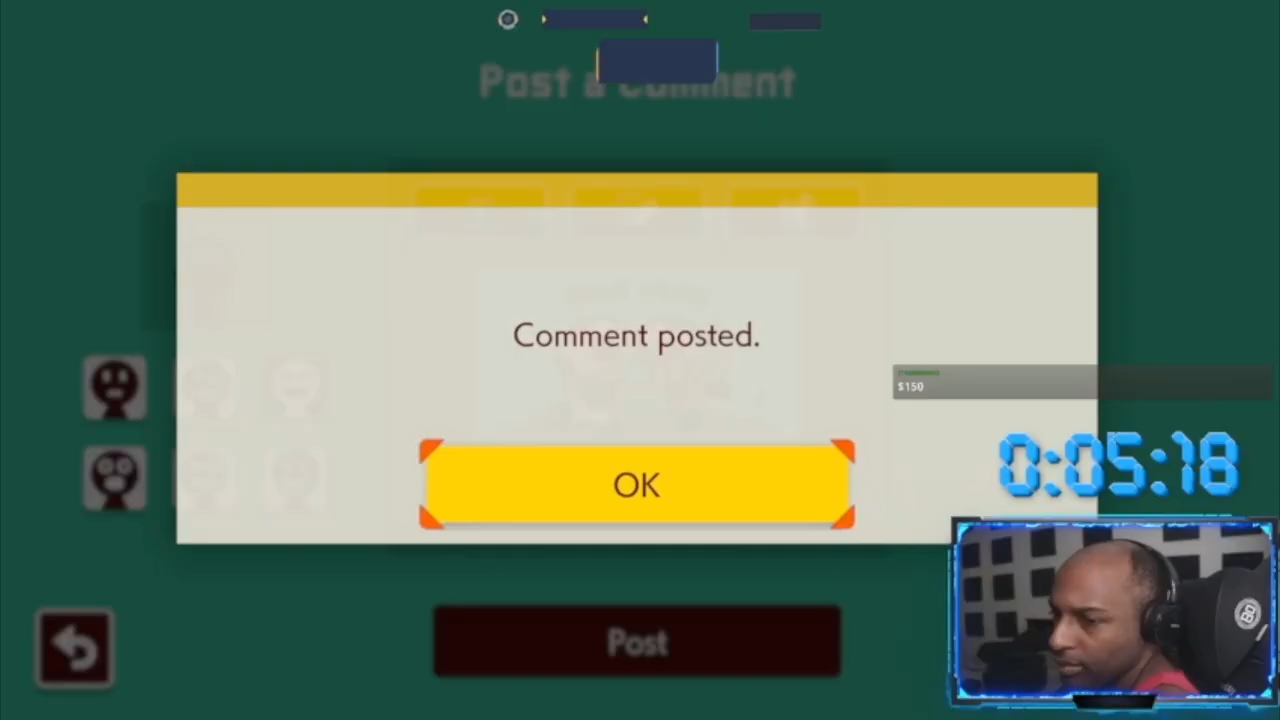 Post a Comment
Comment posted.
$150
OK
0:05:18
Post